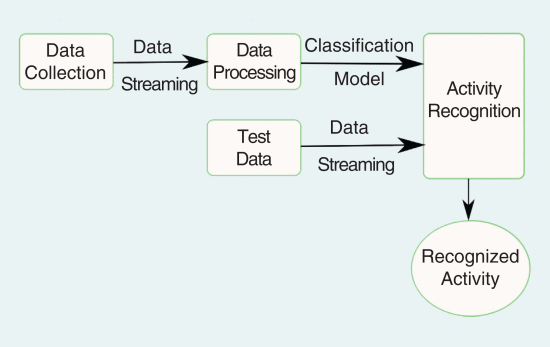 Data
Collection
Data
Streaming
Data
Processing
Classification
Model
Activity
Recognition
Test
Data
Data
Streaming
Recognized
Activity